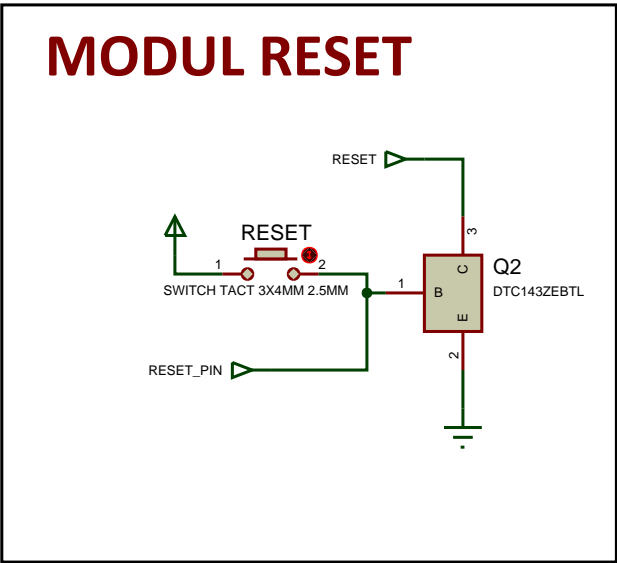 MODUL RESET
RESET
3
RESET
1
2
C
Q2
SWITCH TACT 3X4MM 2.5MM
1
B
DTC143ZEBTL
E
2
RESET_PIN